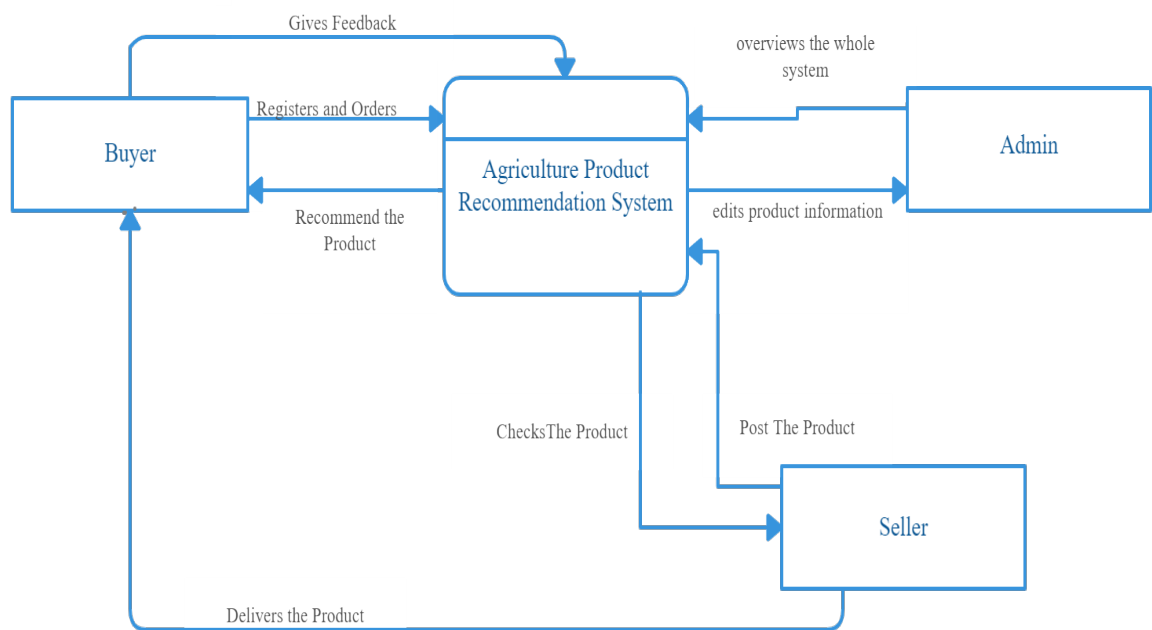 Gives Feedback
overviews the whole
system
Registers and Orders
Buyer
Admin
Agriculture Product
Recommendation System
Recommend the
Product
edits product information
ChecksThe Product
Post The Product
Seller
Delivers the Product